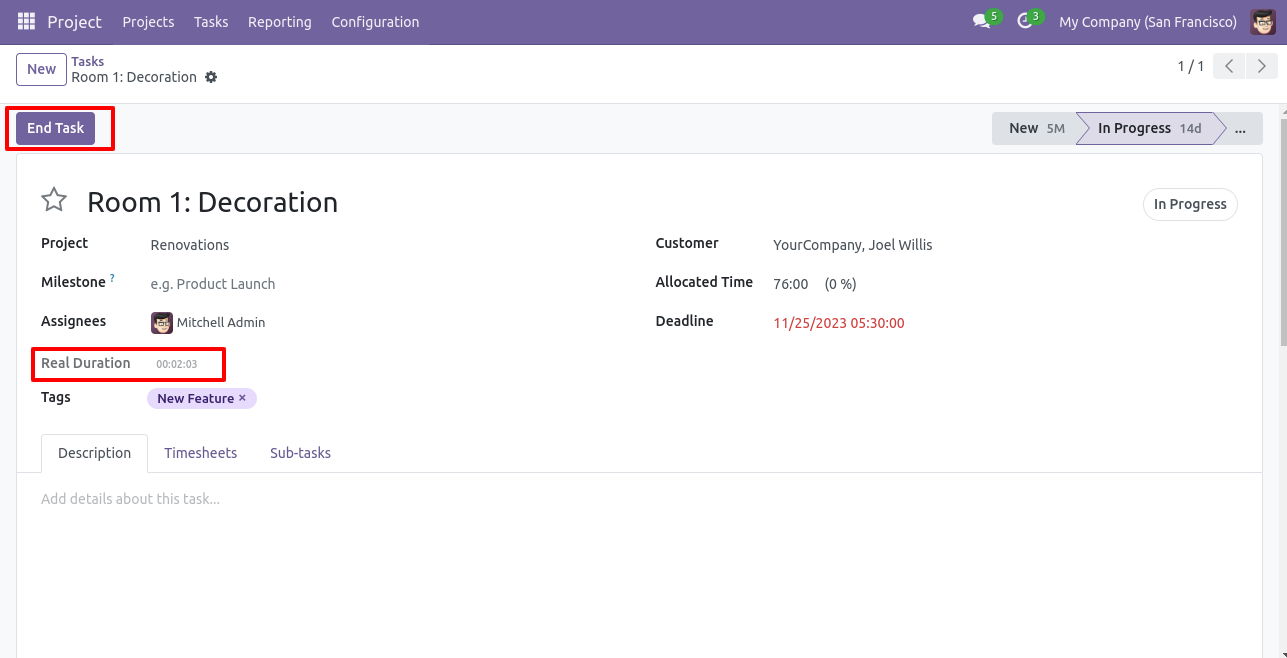 Project Projects Tasks Reporting Configuration 5 3 My Company (San Francisco)
New Tasks
Room 1: Decoration 1 / 1
End Task New 5M In Progress 14d ...
Room 1: Decoration In Progress
Project Renovations Customer YourCompany, Joel Willis
Milestone ? e.g. Product Launch Allocated Time 76:00 (0 %)
Assignees Mitchell Admin Deadline 11/25/2023 05:30:00
Real Duration 00:02:03
Tags New Feature ×
Description Timesheets Sub-tasks
Add details about this task...